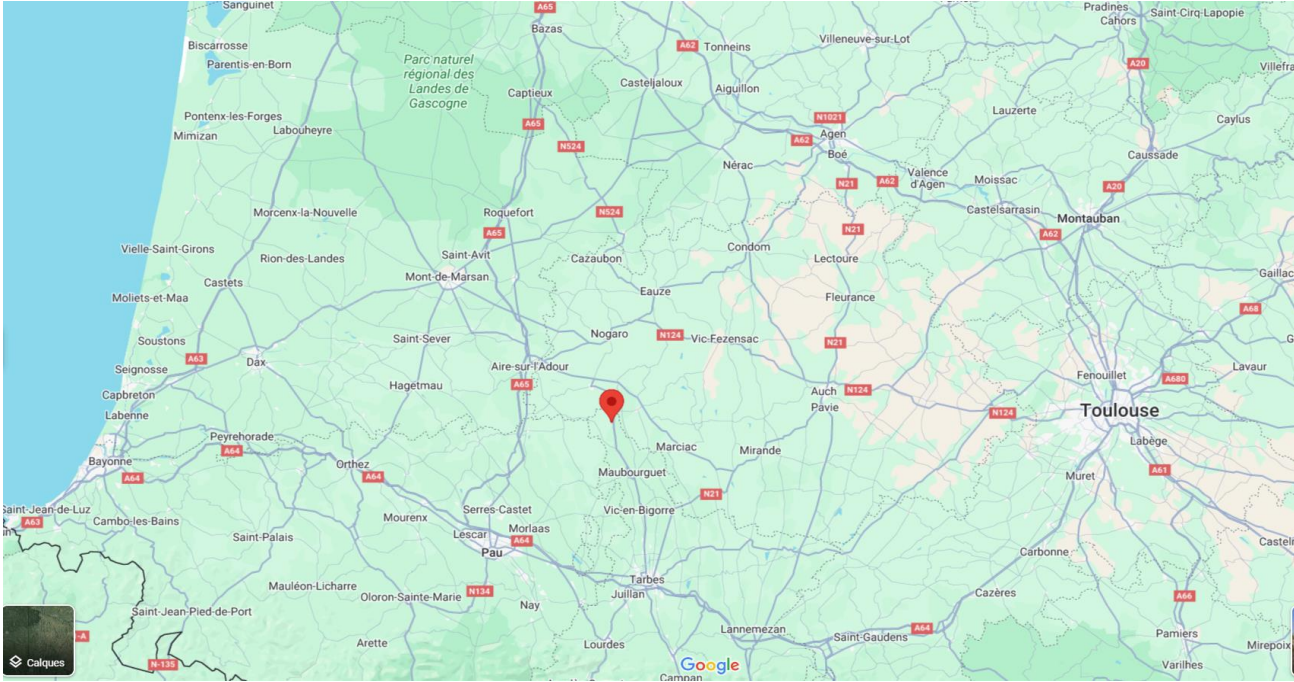 Sanguinet
A65
Bazas
Pradines
Cahors
Saint-Cirq-Lapopie
Biscarrosse
Parentis-en-Born
Parc naturel
régional des
Landes de
Gascogne
A62
Tonneins
Villeneuve-sur-Lot
A20
Villefra
Casteljaloux
Aiguillon
Captieux
Pontenx-les-Forges
Mimizan
Labouheyre
A65
N524
N1021
Lauzerte
Caylus
Agen
A62
Boé
Nérac
Caussade
Valence
d'Agen
N21
A62
Moissac
A20
Morcenx-la-Nouvelle
Roquefort
N524
Castelsarrasin
Montauban
A65
N21
A62
Vielle-Saint-Girons
Rion-des-Landes
Saint-Avit
Cazaubon
Condom
Lectoure
Castets
Mont-de-Marsan
Gaillac
Moliets-et-Maa
Eauze
Fleurance
A68
Soustons
Saint-Sever
Nogaro
N124
Vic-Fezensac
N21
A63
Dax
Seignosse
Aire-sur-l'Adour
Fenouillet
A680
Lavaur
Capbreton
Hagetmau
A65
Auch
N124
Pavie
Labenne
N124
Toulouse
Peyrehorade
A64
Labège
Bayonne
Orthez
Marciac
Mirande
A64
A64
Maubourguet
Muret
A61
N21
Saint-Jean-de-Luz
A63
Cambo-les-Bains
Mourenx
Serres-Castet
Vic-en-Bigorre
Morlaas
Saint-Palais
Lescar
A64
Pau
Carbonne
Casteln
Tarbes
Mauléon-Licharre
Oloron-Sainte-Marie
N134
Juillan
Nay
Cazères
A66
Saint-Jean-Pied-de-Port
A64
Lannemezan
Saint-Gaudens
Pamiers
-A
Arette
Lourdes
Mirepoix
Calques
N-135
Google
Campan
Varilhes